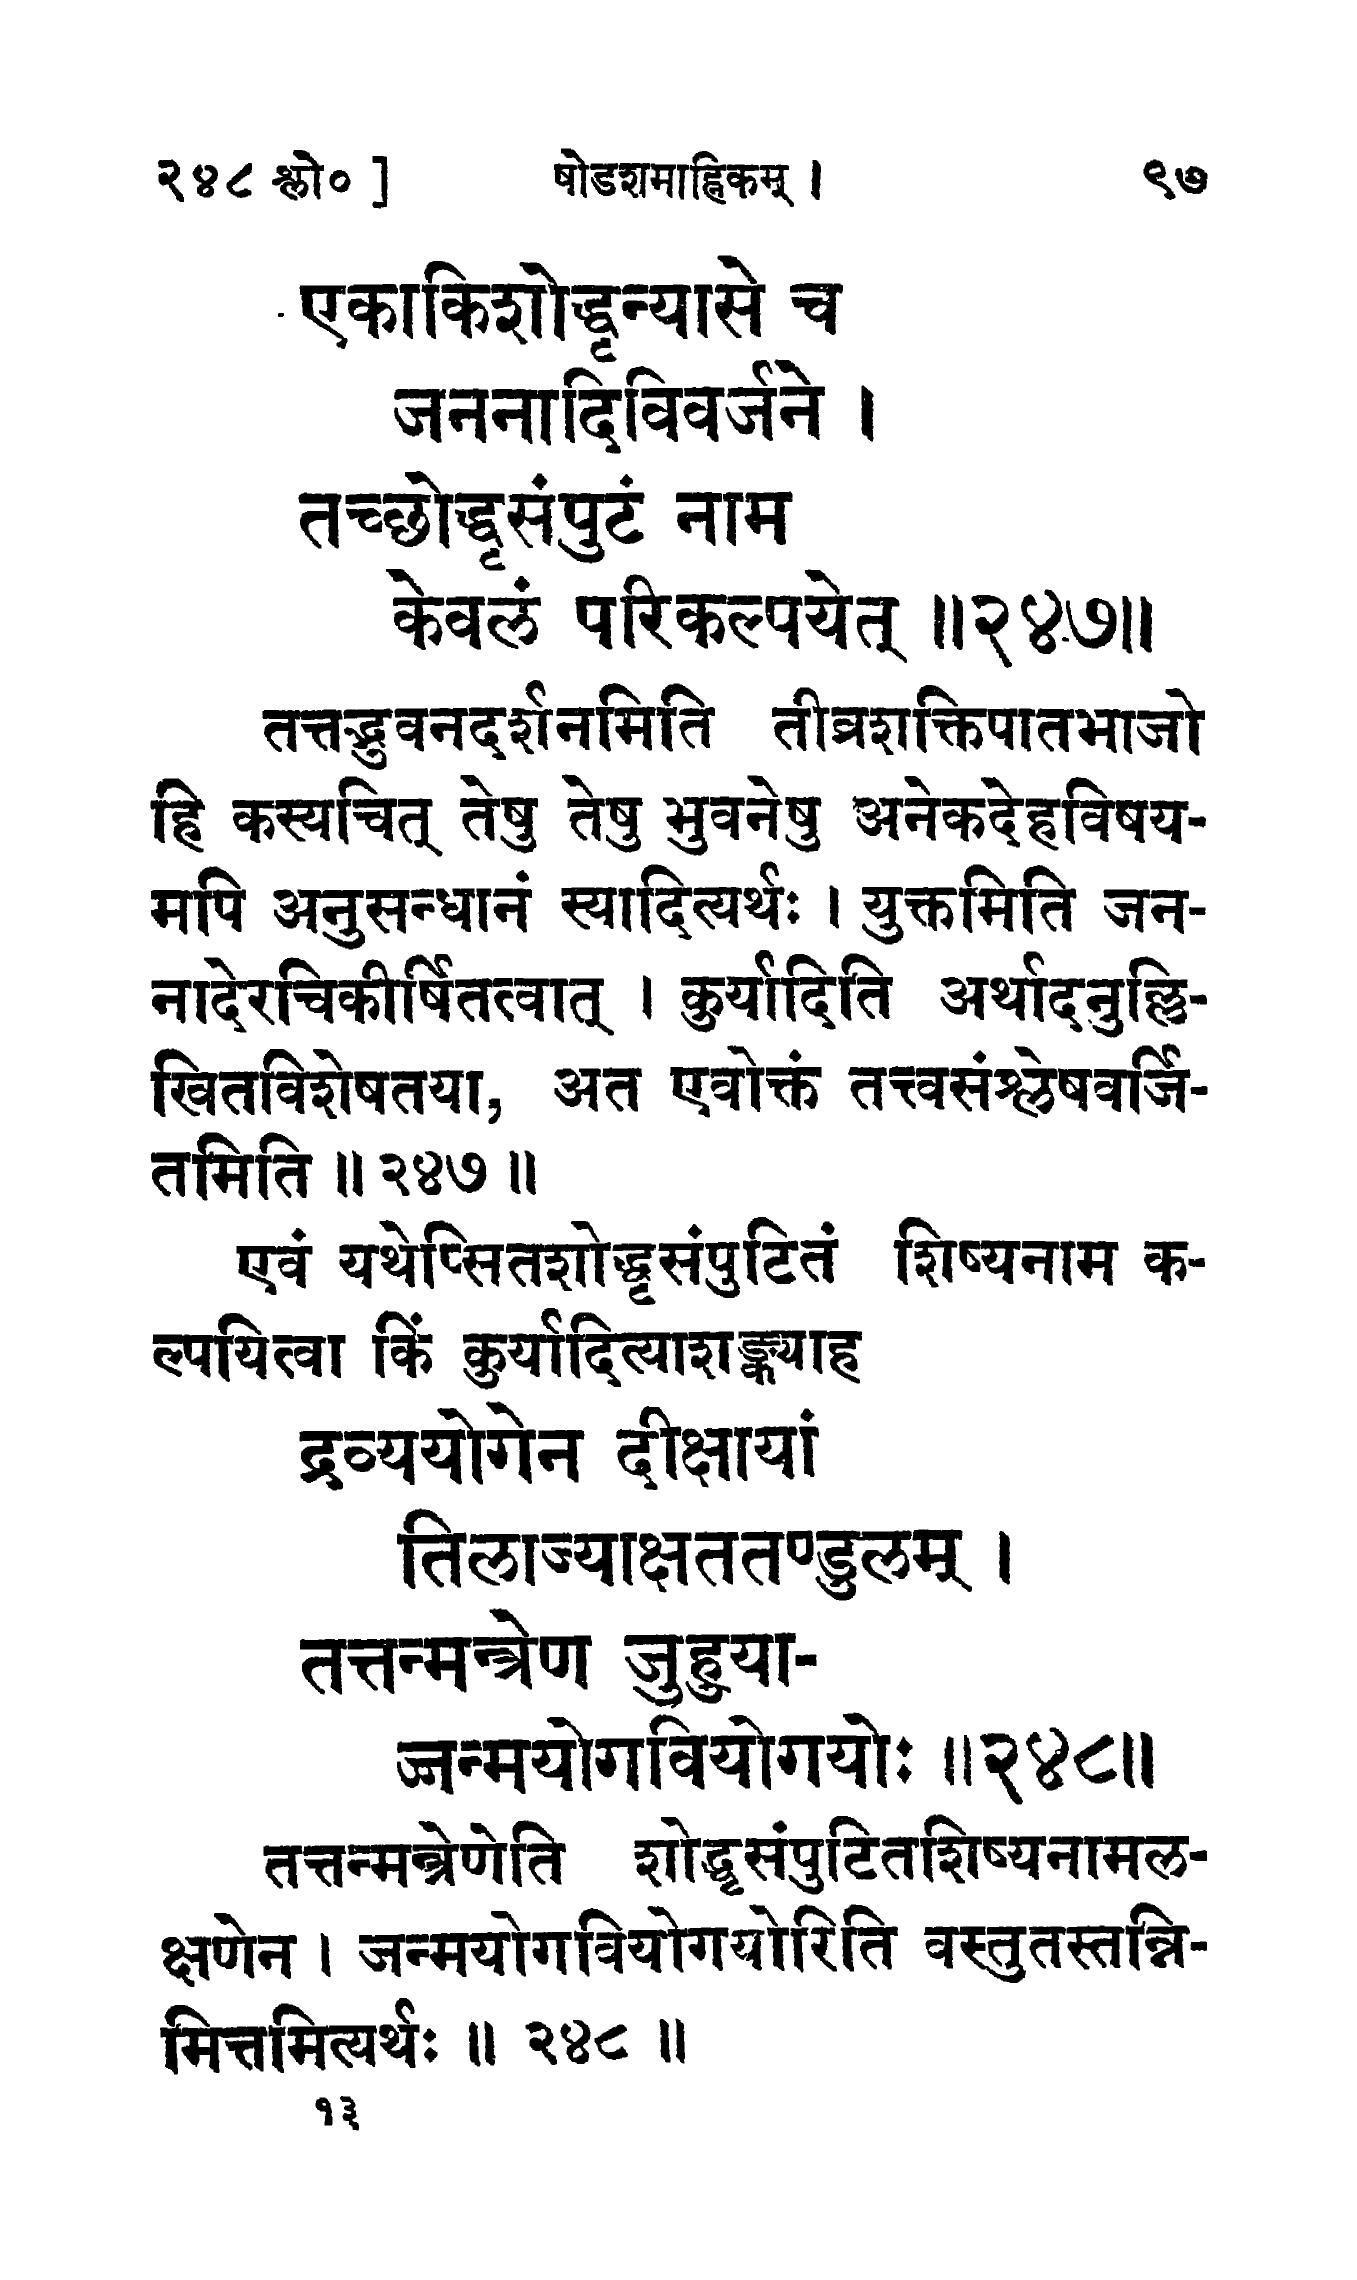 २४८ श्लो० ] षोडशमाह्निकम् । ९७
एकाकिशोद्धृन्यासे च
जननादिविवर्जने ।
तच्छोद्धृसंपुटं नाम
केवलं परिकल्पयेत् ॥२४७॥
तत्तद्भुवनदर्शनमिति तीव्रशक्तिपातभाजो
हि कस्यचित् तेषु तेषु भुवनेषु अनेकदेहविषय-
मपि अनुसन्धानं स्यादित्यर्थः । युक्तमिति जन-
नादेरचिकीर्षितत्वात् । कुर्यादिति अर्थादनुल्लि-
खितविशेषतया, अत एवोक्तं तत्त्वसंश्लेषवर्जि-
तमिति ॥ २४७ ॥
एवं यथेप्सितशोद्धृसंपुटितं शिष्यनाम क-
ल्पयित्वा किं कुर्यादित्याशङ्क्याह
द्रव्ययोगेन दीक्षायां
तिलाज्याक्षततण्डुलम् ।
तत्तन्मन्त्रेण जुहुया-
ज्जन्मयोगवियोगयोः ॥२४८॥
तत्तन्मन्त्रेणेति शोद्धृसंपुटितशिष्यनामल-
क्षणेन । जन्मयोगवियोगयोरिति वस्तुतस्तन्नि-
मित्तमित्यर्थः ॥ २४८ ॥
१३